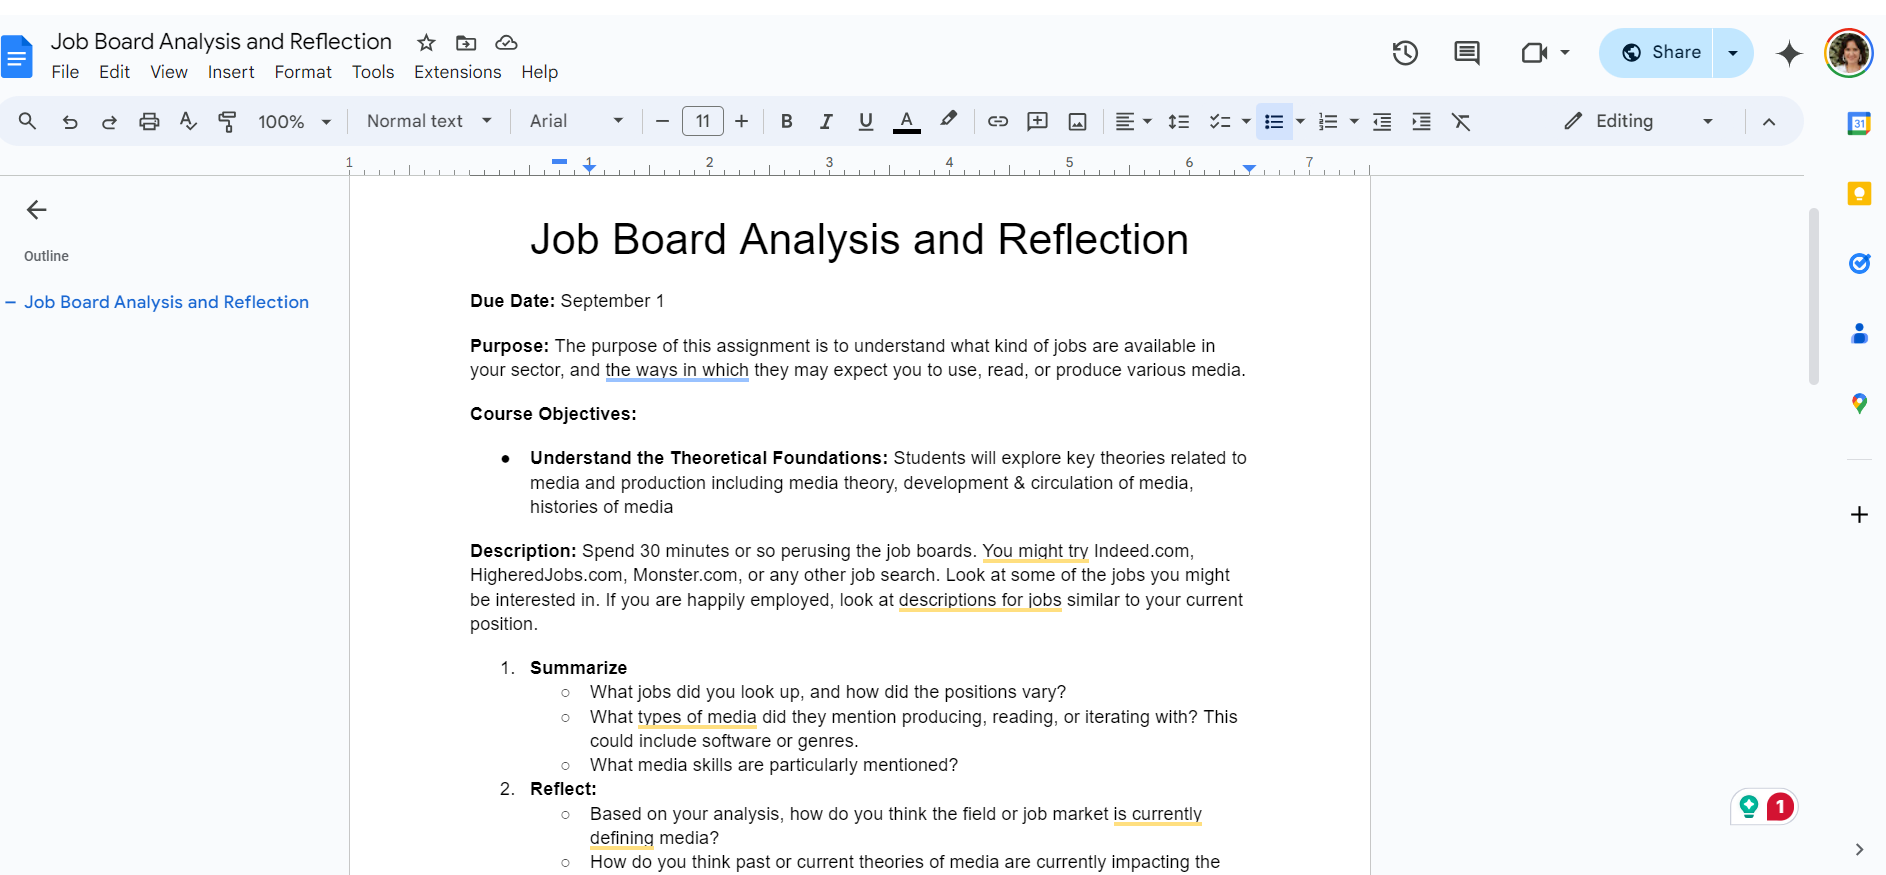 Job Board Analysis and Reflection
File Edit View Insert Format Tools Extensions Help
Share
100% Normal text Arial 11 B I U A Editing
31
1 1 2 3 4 5 6 7
Outline
Job Board Analysis and Reflection
Job Board Analysis and Reflection
Due Date: September 1
Purpose: The purpose of this assignment is to understand what kind of jobs are available in
your sector, and the ways in which they may expect you to use, read, or produce various media.
Course Objectives:
● Understand the Theoretical Foundations: Students will explore key theories related to
media and production including media theory, development & circulation of media,
histories of media
Description: Spend 30 minutes or so perusing the job boards. You might try Indeed.com,
HigheredJobs.com, Monster.com, or any other job search. Look at some of the jobs you might
be interested in. If you are happily employed, look at descriptions for jobs similar to your current
position.
1. Summarize
○ What jobs did you look up, and how did the positions vary?
○ What types of media did they mention producing, reading, or iterating with? This
could include software or genres.
○ What media skills are particularly mentioned?
2. Reflect:
○ Based on your analysis, how do you think the field or job market is currently
defining media?
○ How do you think past or current theories of media are currently impacting the
1